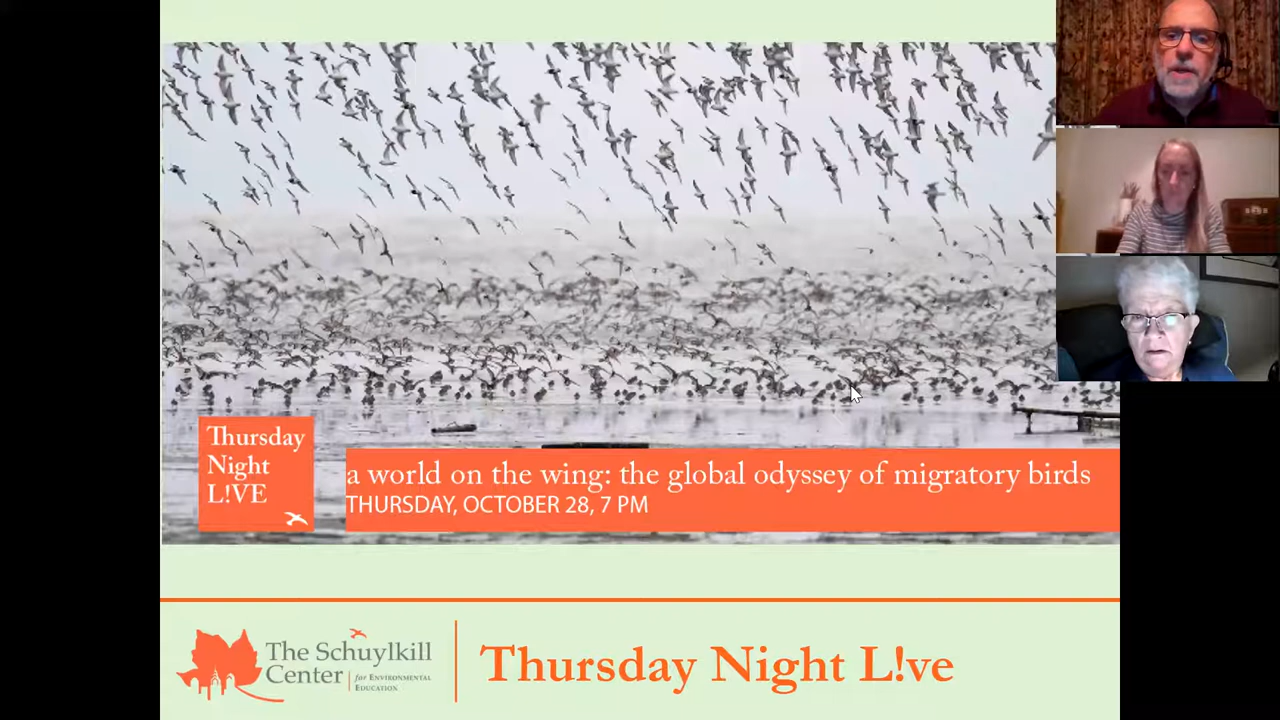 Thursday
Night
L!VE
a world on the wing: the global odyssey of migratory birds
THURSDAY, OCTOBER 28, 7 PM
The Schuylkill
Center
for ENVIRONMENTAL
EDUCATION
Thursday Night L!ve